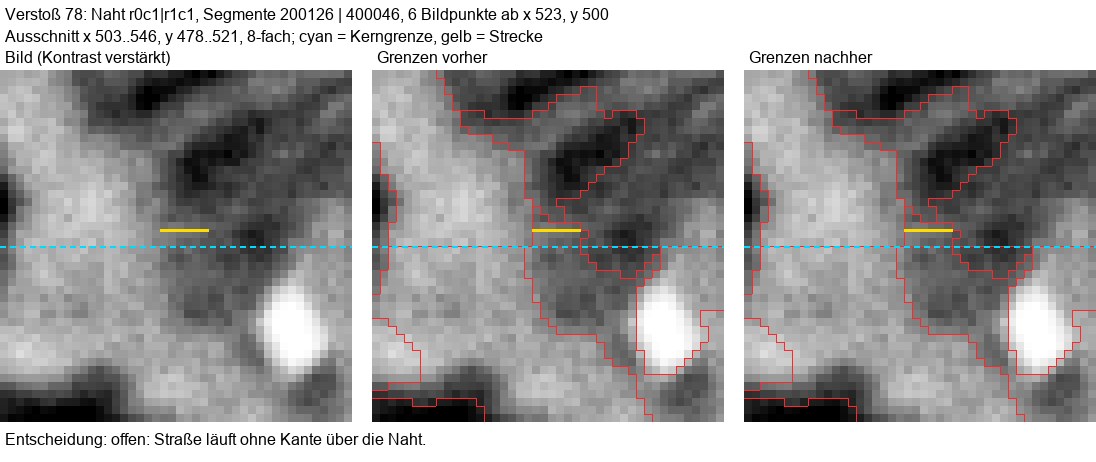 Verstoß 78: Naht r0c1|r1c1, Segmente 200126 | 400046, 6 Bildpunkte ab x 523, y 500
Ausschnitt x 503..546, y 478..521, 8-fach; cyan = Kerngrenze, gelb = Strecke
Bild (Kontrast verstärkt) Grenzen vorher Grenzen nachher
Entscheidung: offen: Straße läuft ohne Kante über die Naht.